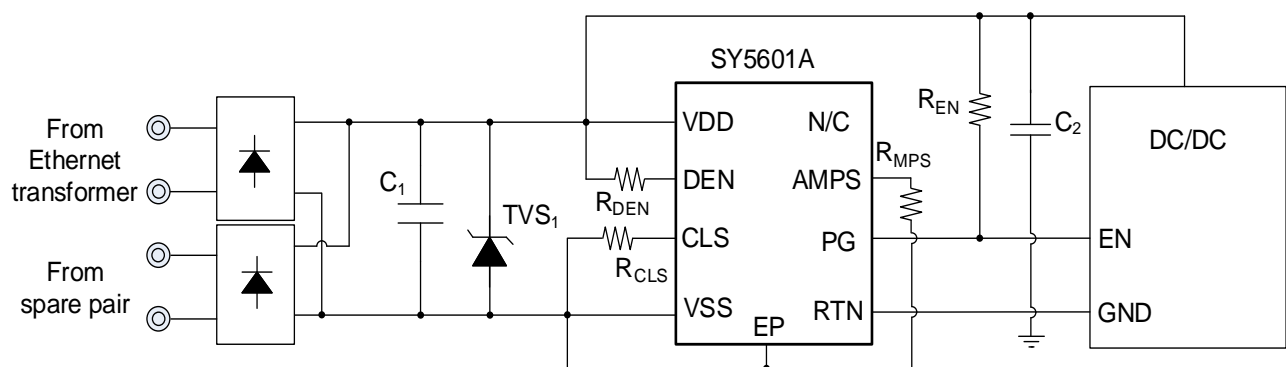 SY5601A
From
Ethernet
transformer
From
spare pair
C1
TVS1
RDEN
RCLS
VDD
DEN
CLS
VSS
EP
N/C
AMPS
PG
RTN
RMPS
REN
C2
DC/DC
EN
GND